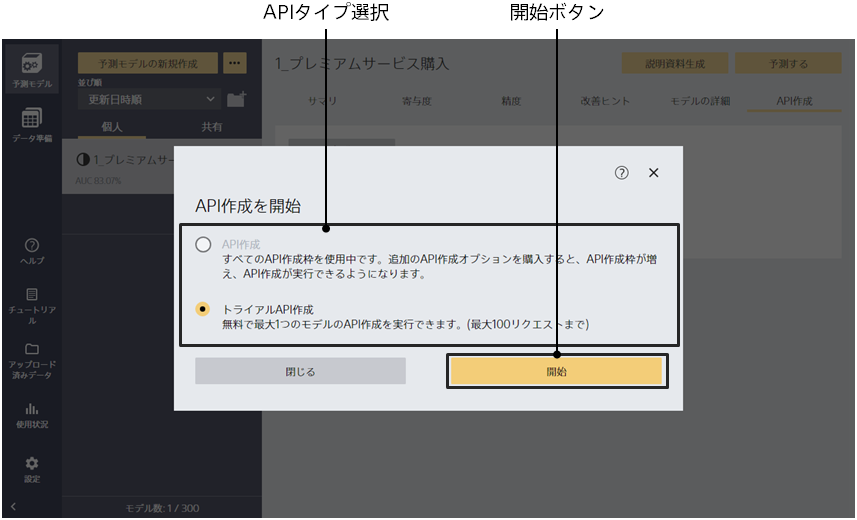 APIタイプ選択
開始ボタン
予測モデル
データ準備
ヘルプ
チュートリア
ル
アップロード
済みデータ
使用状況
設定
予測モデルの新規作成
並び順
更新日時順
個人
共有
1_プレミアムサー
AUC 83.07%
モデル数: 1 / 300
1_プレミアムサービス購入
説明資料生成
予測する
サマリ
寄与度
精度
改善ヒント
モデルの詳細
API作成
API作成を開始
API作成
すべてのAPI作成枠を使用中です。追加のAPI作成オプションを購入すると、API作成枠が増
え、API作成が実行できるようになります。
トライアルAPI作成
無料で最大1つのモデルのAPI作成を実行できます。(最大100リクエストまで)
閉じる
開始